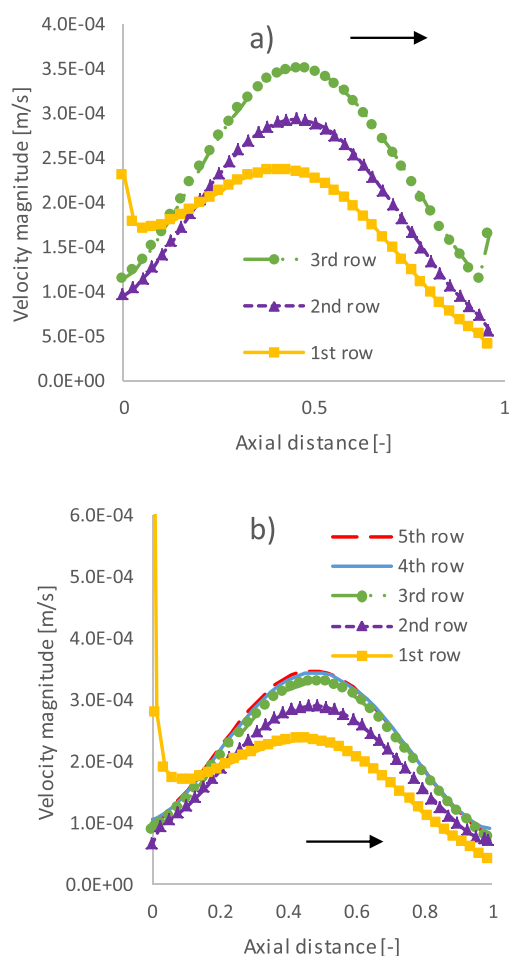 a)
4.0E-04
3.5E-04
3.0E-04
2.5E-04
2.0E-04
1.5E-04
1.0E-04
5.0E-05
0.0E+00
Velocity magnitude [m/s]
3rd row
2nd row
1st row
0
0.5
1
Axial distance [-]
b)
6.0E-04
5.0E-04
4.0E-04
3.0E-04
2.0E-04
1.0E-04
0.0E+00
Velocity magnitude [m/s]
5th row
4th row
3rd row
2nd row
1st row
0
0.2
0.4
0.6
0.8
1
Axial distance [-]